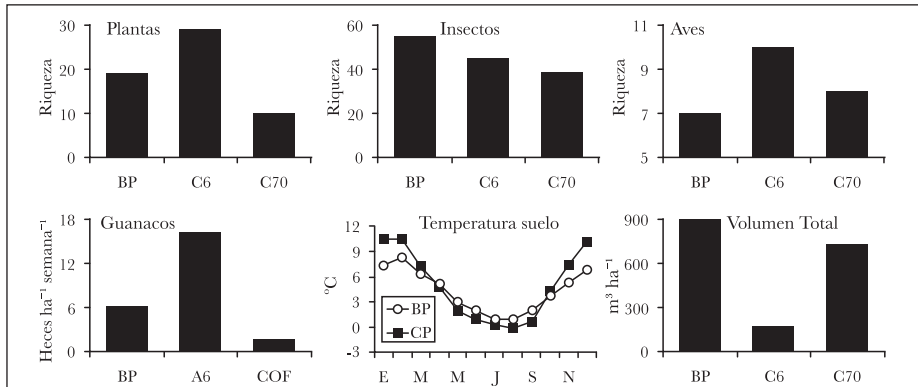 Plantas
Riqueza
30
20
10
0
BP C6 C70
Insectos
Riqueza
60
40
20
0
BP C6 C70
Aves
Riqueza
11
9
7
5
BP C6 C70
Guanacos
Heces ha⁻¹ semana⁻¹
18
12
6
0
BP A6 COF
Temperatura suelo
°C
12
9
6
3
0
-3
BP
CP
E M M J S N
Volumen Total
m³ ha⁻¹
900
600
300
0
BP C6 C70